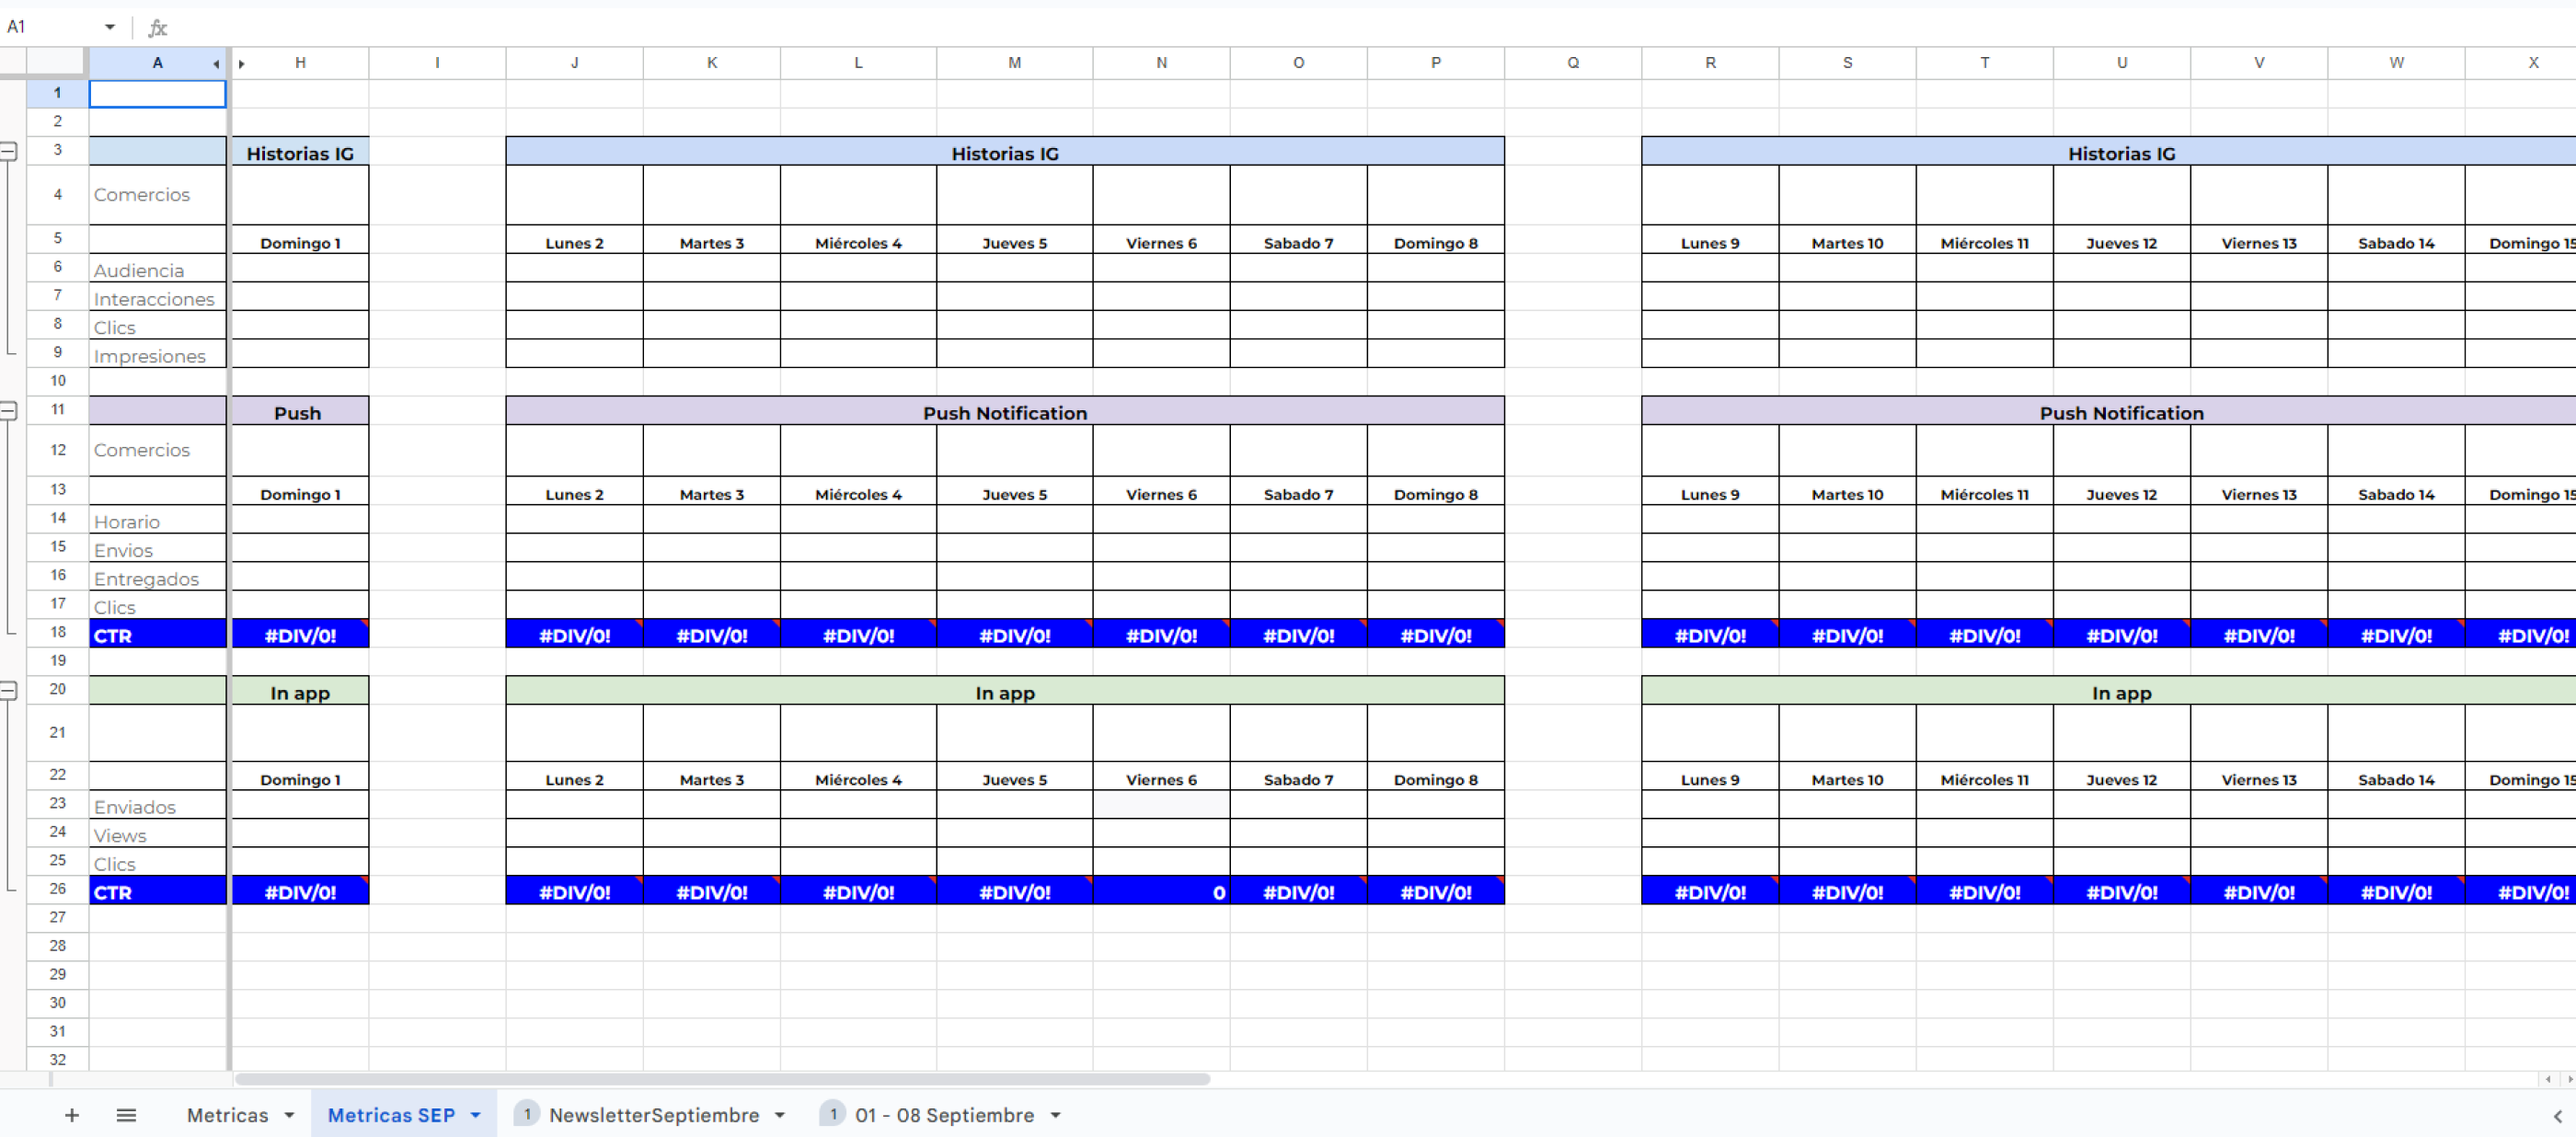 A1 fx
A H I J K L M N O P Q R S T U V W X
1
2
3 Historias IG Historias IG Historias IG
4 Comercios
5 Domingo 1 Lunes 2 Martes 3 Miércoles 4 Jueves 5 Viernes 6 Sabado 7 Domingo 8 Lunes 9 Martes 10 Miércoles 11 Jueves 12 Viernes 13 Sabado 14 Domingo 15
6 Audiencia
7 Interacciones
8 Clics
9 Impresiones
10
11 Push Push Notification Push Notification
12 Comercios
13 Domingo 1 Lunes 2 Martes 3 Miércoles 4 Jueves 5 Viernes 6 Sabado 7 Domingo 8 Lunes 9 Martes 10 Miércoles 11 Jueves 12 Viernes 13 Sabado 14 Domingo 15
14 Horario
15 Envios
16 Entregados
17 Clics
18 CTR #DIV/0! #DIV/0! #DIV/0! #DIV/0! #DIV/0! #DIV/0! #DIV/0! #DIV/0! #DIV/0! #DIV/0! #DIV/0! #DIV/0! #DIV/0! #DIV/0! #DIV/0!
19
20 In app In app In app
21
22 Domingo 1 Lunes 2 Martes 3 Miércoles 4 Jueves 5 Viernes 6 Sabado 7 Domingo 8 Lunes 9 Martes 10 Miércoles 11 Jueves 12 Viernes 13 Sabado 14 Domingo 15
23 Enviados
24 Views
25 Clics
26 CTR #DIV/0! #DIV/0! #DIV/0! #DIV/0! #DIV/0! 0 #DIV/0! #DIV/0! #DIV/0! #DIV/0! #DIV/0! #DIV/0! #DIV/0! #DIV/0! #DIV/0!
27
28
29
30
31
32
Metricas Metricas SEP 1 NewsletterSeptiembre 1 01 - 08 Septiembre